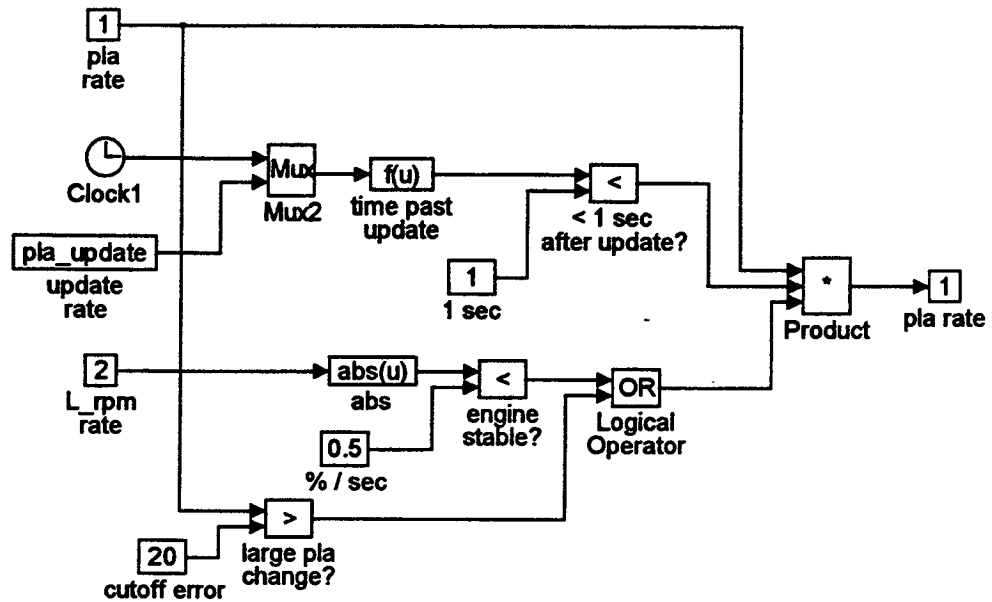 1
pla
rate
Clock1
Mux
Mux2
f(u)
time past
update
<
< 1 sec
after update?
pla_update
update
rate
1
1 sec
*
Product
1
pla rate
2
L_rpm
rate
abs(u)
abs
<
engine
stable?
OR
Logical
Operator
0.5
% / sec
>
large pla
change?
20
cutoff error